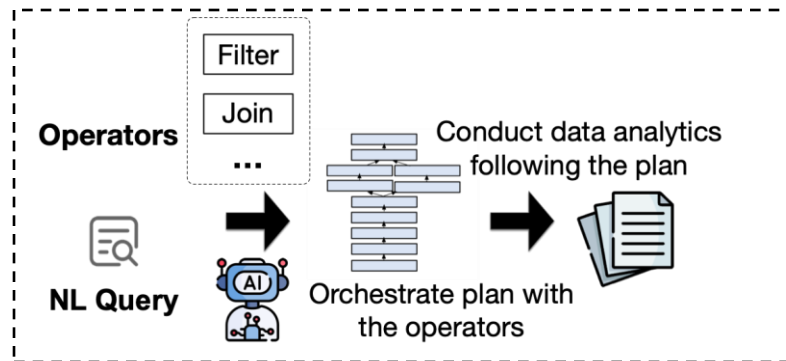 Filter
Join
...
Operators
NL Query
AI
Orchestrate plan with
the operators
Conduct data analytics
following the plan